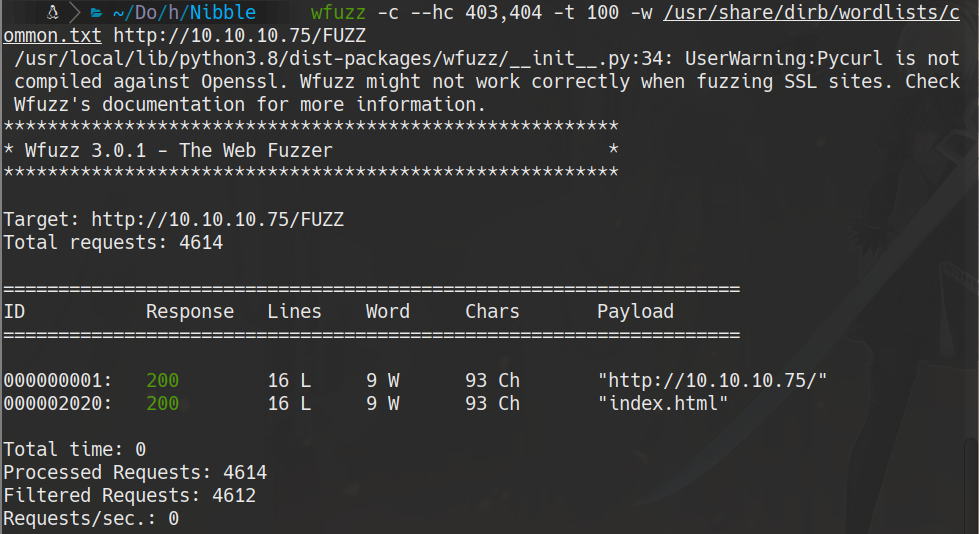 ~/Do/h/Nibble wfuzz -c --hc 403,404 -t 100 -w /usr/share/dirb/wordlists/c
ommon.txt http://10.10.10.75/FUZZ
/usr/local/lib/python3.8/dist-packages/wfuzz/__init__.py:34: UserWarning:Pycurl is not
compiled against Openssl. Wfuzz might not work correctly when fuzzing SSL sites. Check
Wfuzz's documentation for more information.
********************************************************
* Wfuzz 3.0.1 - The Web Fuzzer                         *
********************************************************
Target: http://10.10.10.75/FUZZ
Total requests: 4614
===================================================================
ID           Response   Lines    Word     Chars       Payload
===================================================================
000000001:   200        16 L     9 W      93 Ch       "http://10.10.10.75/"
000002020:   200        16 L     9 W      93 Ch       "index.html"
Total time: 0
Processed Requests: 4614
Filtered Requests: 4612
Requests/sec.: 0